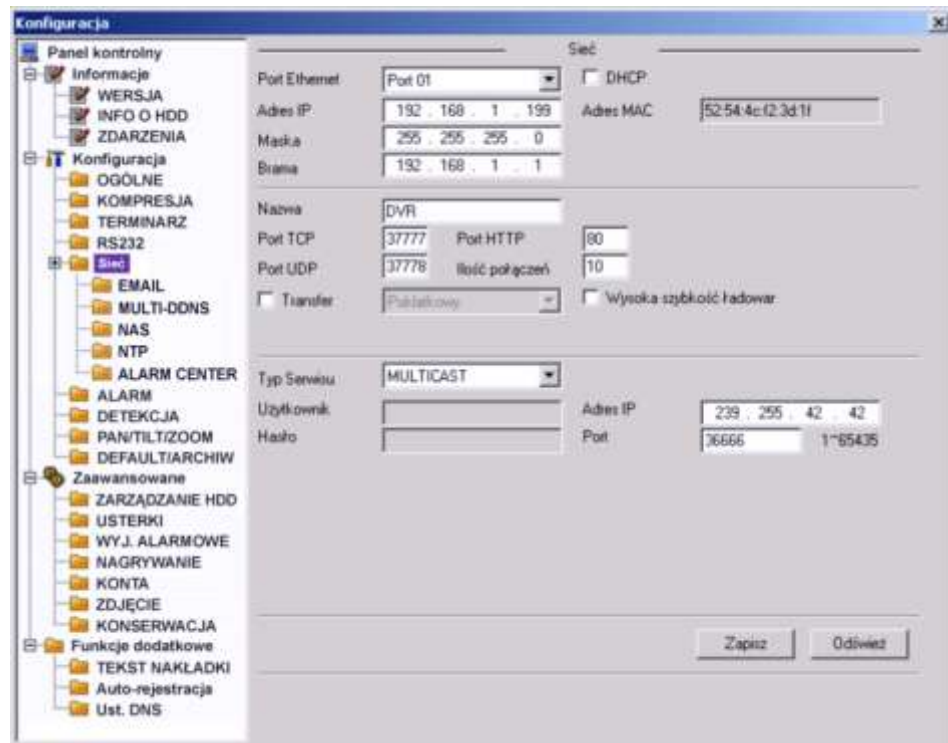 Konfiguracja
Panel kontrolny
Informacje
WERSJA
INFO O HDD
ZDARZENIA
Konfiguracja
OGÓLNE
KOMPRESJA
TERMINARZ
RS232
Sieć
EMAIL
MULTI-DDNS
NAS
NTP
ALARM CENTER
ALARM
DETEKCJA
PAN/TILT/ZOOM
DEFAULT/ARCHIW
Zaawansowane
ZARZĄDZANIE HDD
USTERKI
WYJ. ALARMOWE
NAGRYWANIE
KONTA
ZDJĘCIE
KONSERWACJA
Funkcje dodatkowe
TEKST NAKŁADKI
Auto-rejestracja
Ust. DNS
Sieć
Port Ethernet Port 01 DHCP
Adres IP 192 . 168 . 1 . 199 Adres MAC 52:54:4c:f2:3d:1f
Maska 255 . 255 . 255 . 0
Brama 192 . 168 . 1 . 1
Nazwa DVR
Port TCP 37777 Port HTTP 80
Port UDP 37778 Ilość połączeń 10
Transfer Poklatkowy Wysoka szybkość ładowar
Typ Serwisu MULTICAST
Użytkownik Adres IP 239 . 255 . 42 . 42
Hasło Port 36666 1~65435
Zapisz Odśwież